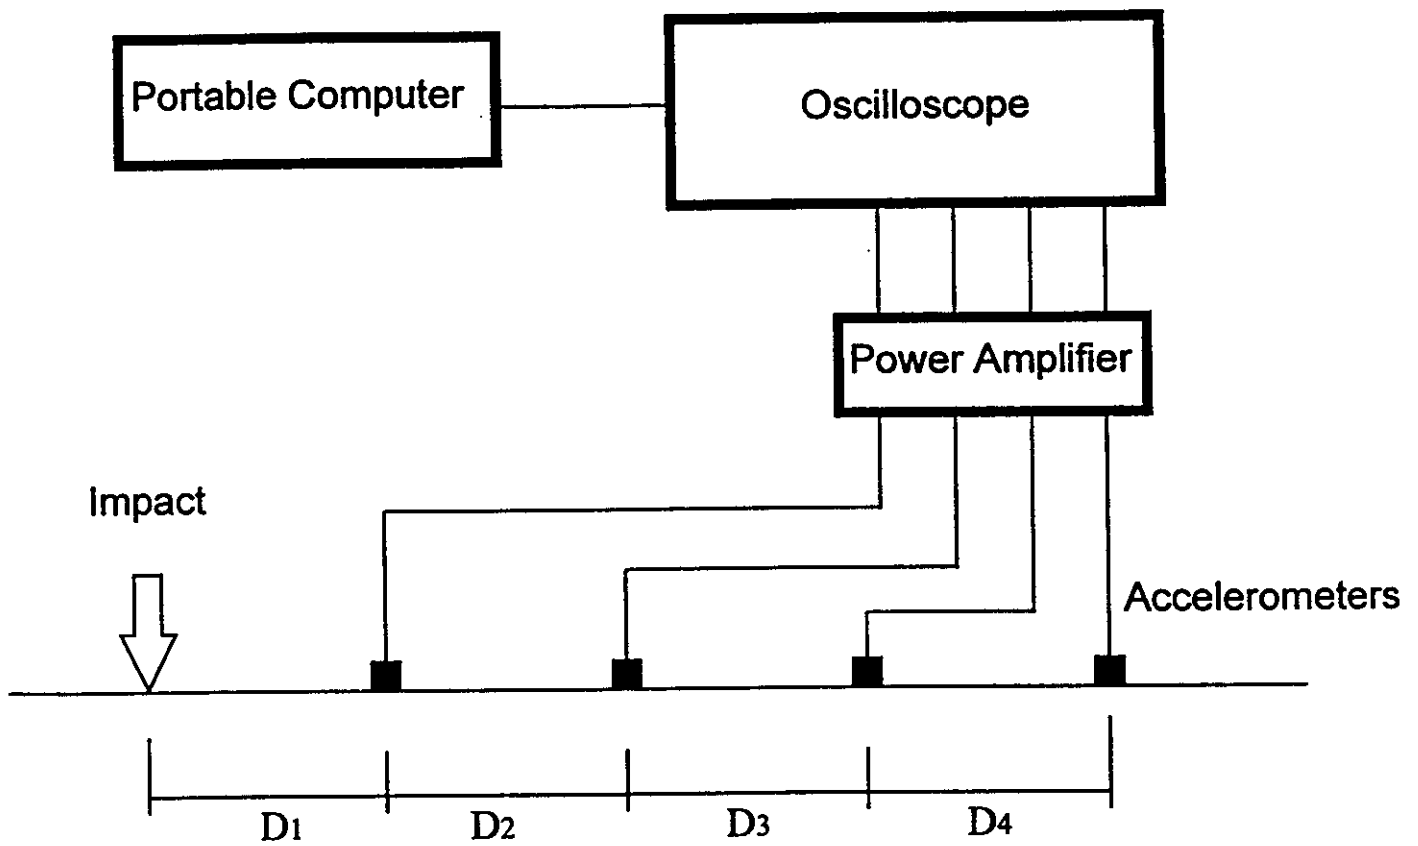 Portable Computer
Oscilloscope
Power Amplifier
Impact
Accelerometers
D1
D2
D3
D4